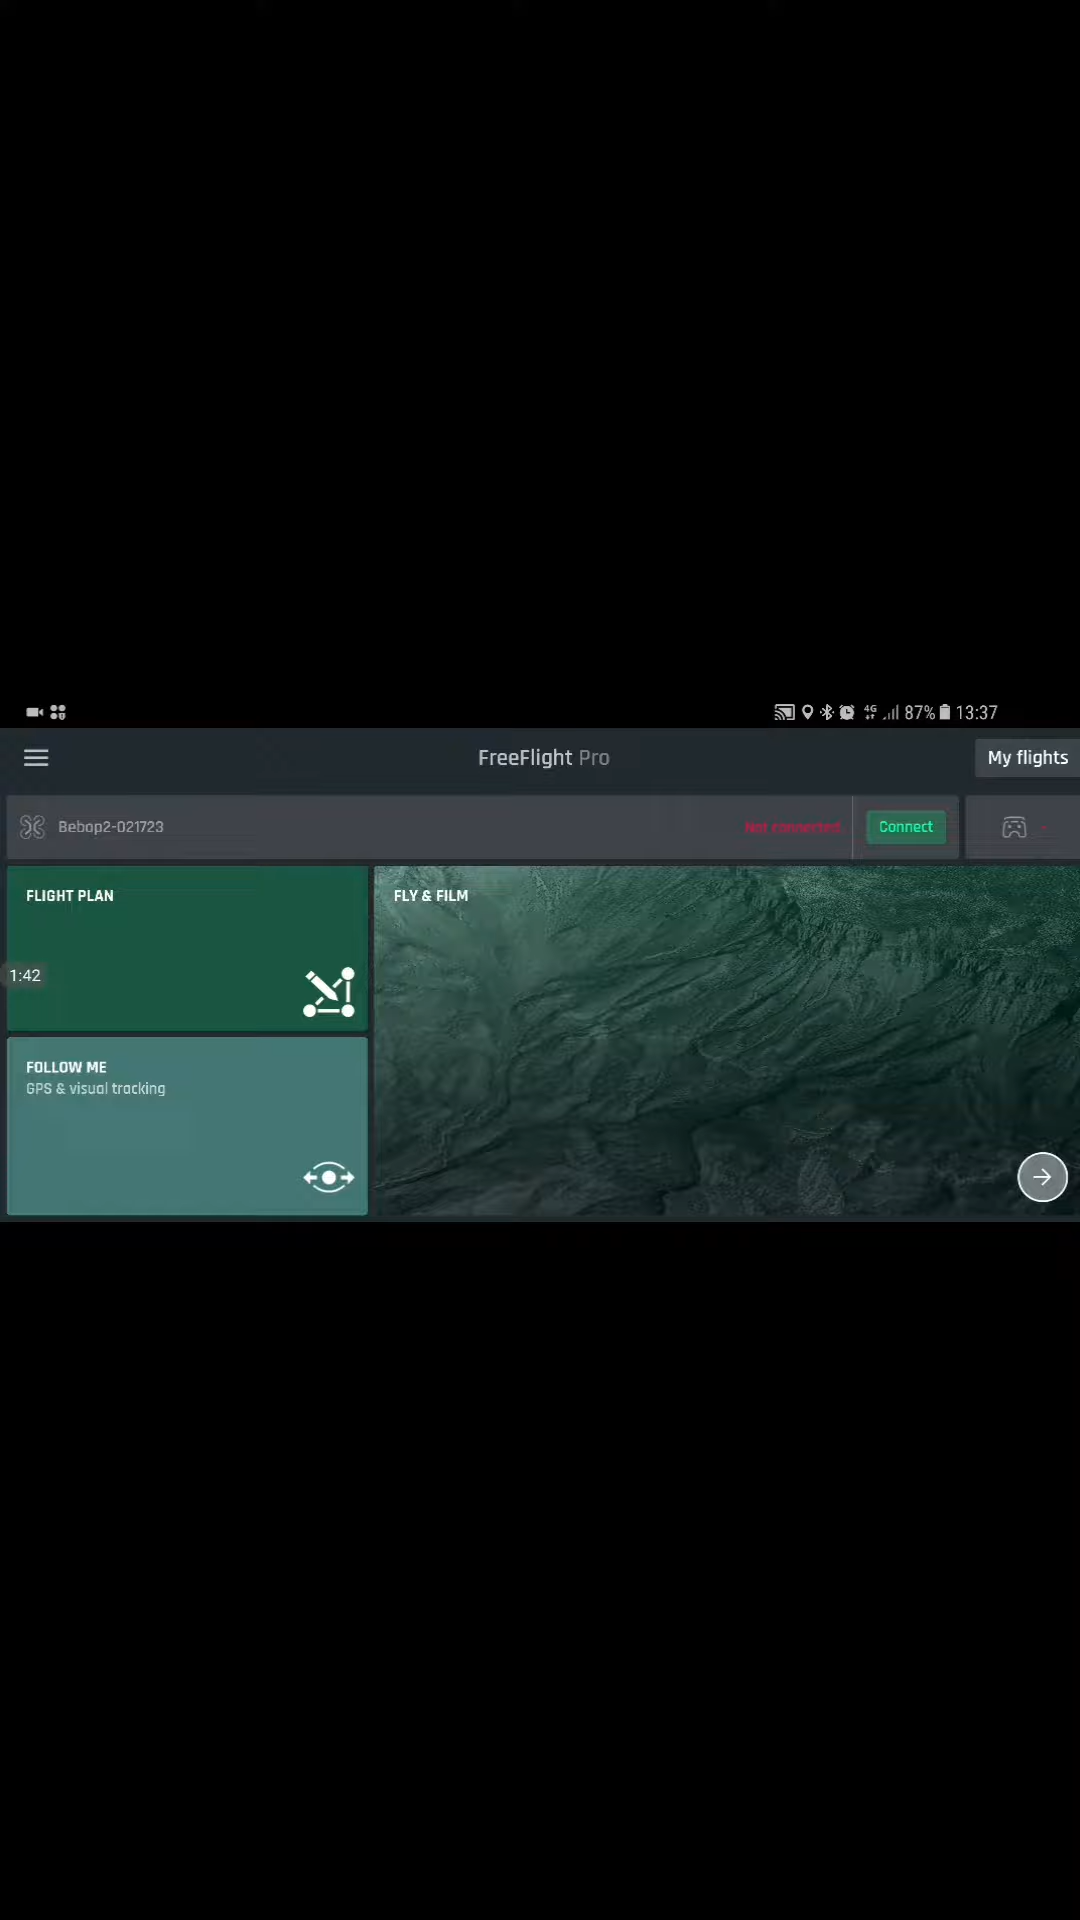 4G 87% 13:37
FreeFlight Pro
My flights
Bebop2-021723
Not connected
Connect
FLIGHT PLAN
FLY & FILM
1:42
FOLLOW ME
GPS & visual tracking